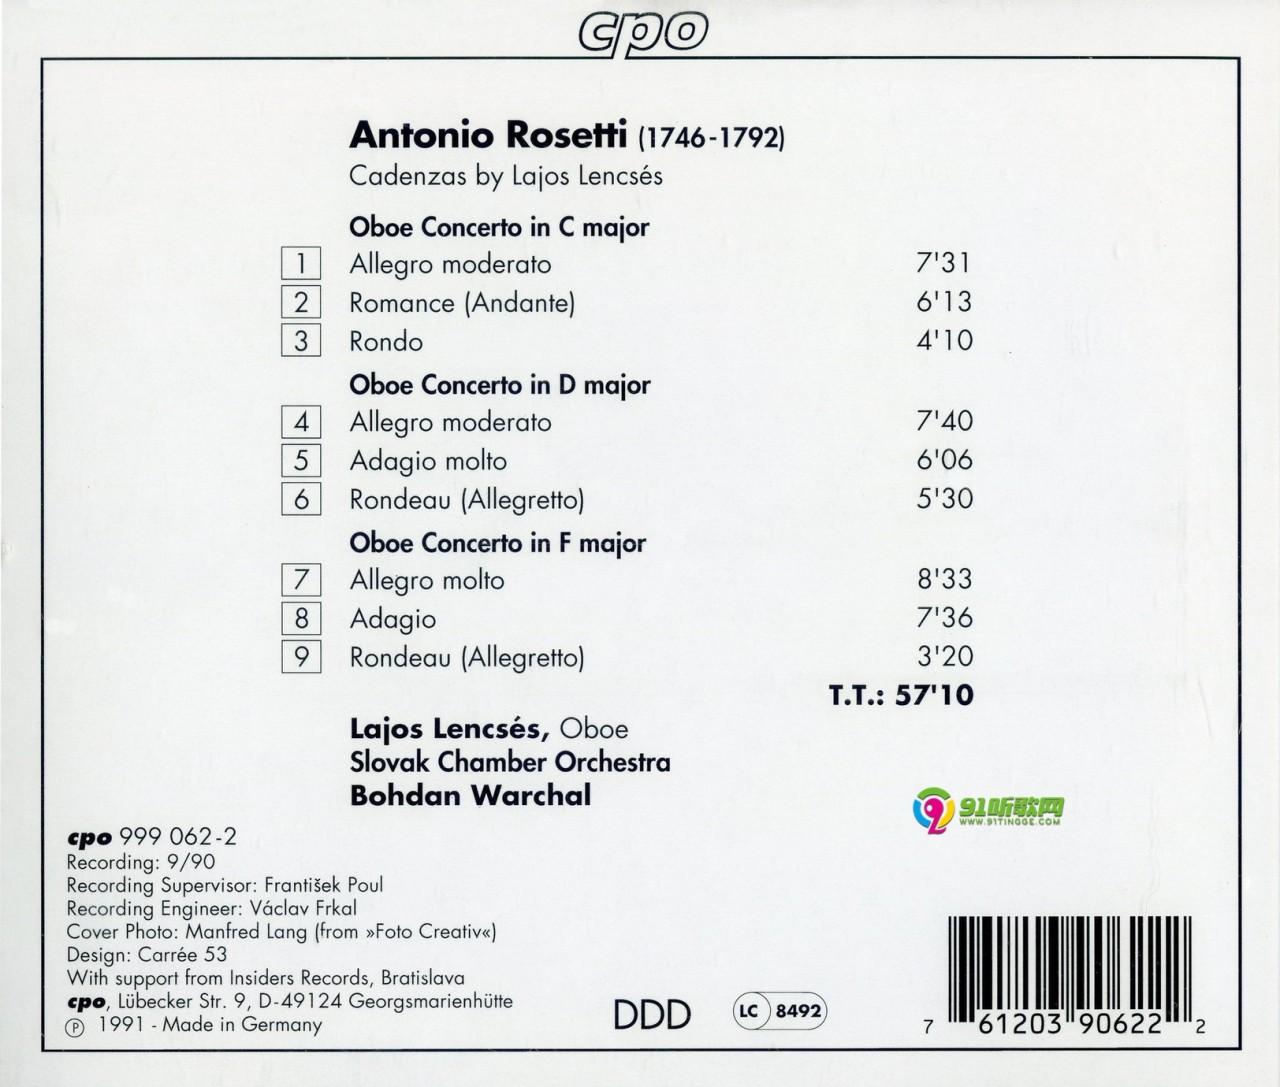 cpo
Antonio Rosetti (1746-1792)
Cadenzas by Lajos Lencsés
Oboe Concerto in C major
1 Allegro moderato 7'31
2 Romance (Andante) 6'13
3 Rondo 4'10
Oboe Concerto in D major
4 Allegro moderato 7'40
5 Adagio molto 6'06
6 Rondeau (Allegretto) 5'30
Oboe Concerto in F major
7 Allegro molto 8'33
8 Adagio 7'36
9 Rondeau (Allegretto) 3'20
T.T.: 57'10
Lajos Lencsés, Oboe
Slovak Chamber Orchestra
Bohdan Warchal
91听歌网
WWW.91TINGGE.COM
cpo 999 062-2
Recording: 9/90
Recording Supervisor: František Poul
Recording Engineer: Václav Frkal
Cover Photo: Manfred Lang (from »Foto Creativ«)
Design: Carrée 53
With support from Insiders Records, Bratislava
cpo, Lübecker Str. 9, D-49124 Georgsmarienhütte
℗ 1991 - Made in Germany
DDD
LC 8492
7 61203 90622 2